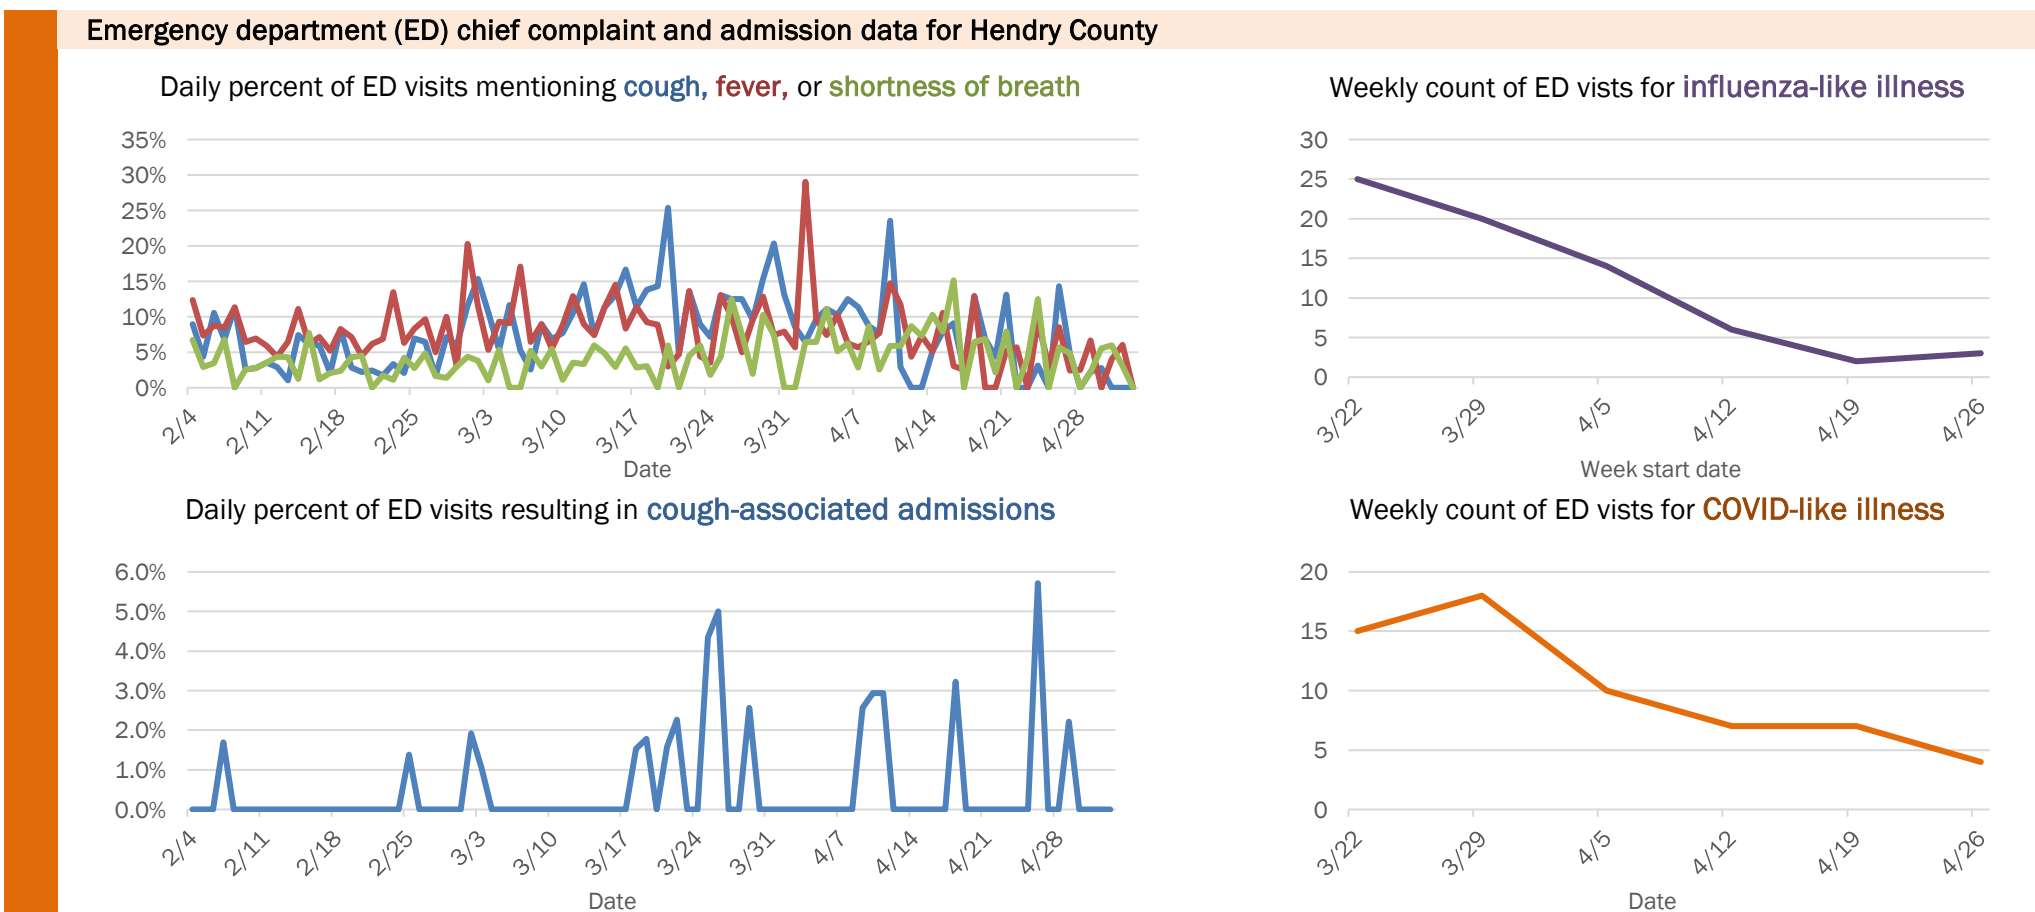 Emergency department (ED) chief complaint and admission data for Hendry County
Daily percent of ED visits mentioning cough, fever, or shortness of breath
35%
30%
25%
20%
15%
10%
5%
0%
2/4 2/11 2/18 2/25 3/3 3/10 3/17 3/24 3/31 4/7 4/14 4/21 4/28
Date
Weekly count of ED vists for influenza-like illness
30
25
20
15
10
5
0
3/22 3/29 4/5 4/12 4/19 4/26
Week start date
Daily percent of ED visits resulting in cough-associated admissions
6.0%
5.0%
4.0%
3.0%
2.0%
1.0%
0.0%
2/4 2/11 2/18 2/25 3/3 3/10 3/17 3/24 3/31 4/7 4/14 4/21 4/28
Date
Weekly count of ED vists for COVID-like illness
20
15
10
5
0
3/22 3/29 4/5 4/12 4/19 4/26
Date